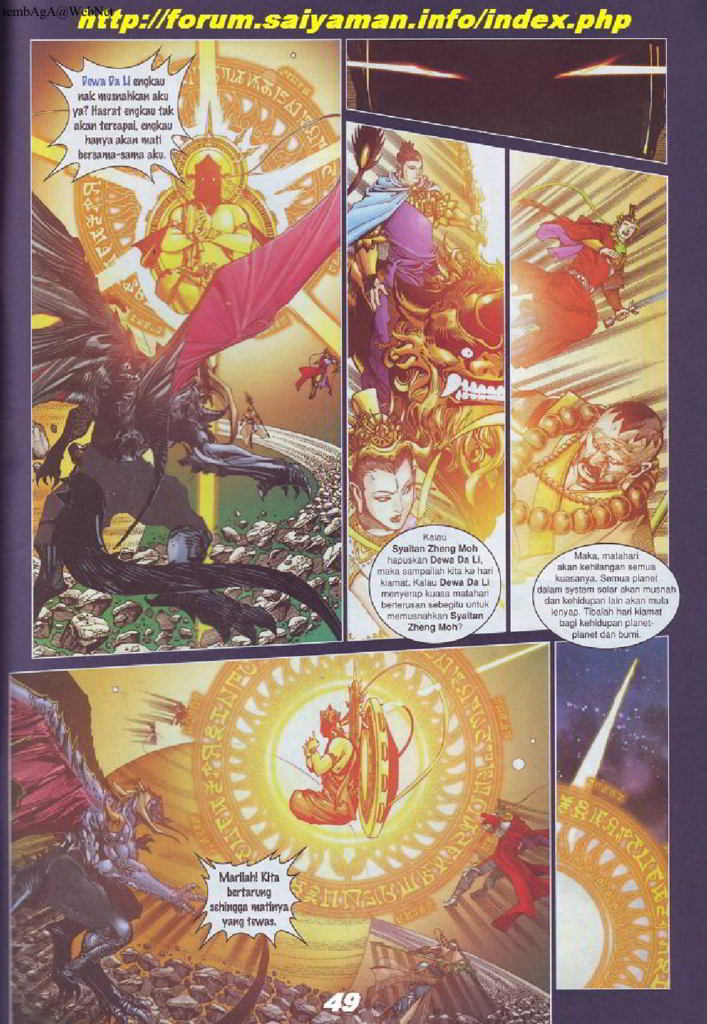 tembAgA@WebNet
http://forum.saiyaman.info/index.php
Dewa Da Li engkau
nak musnahkan aku
ya? Hasrat engkau tak
akan tercapai, engkau
hanya akan mati
bersama-sama aku.
Kalau
Syaitan Zheng Moh
hapuskan Dewa Da Li,
maka sampailah kita ke hari
kiamat. Kalau Dewa Da Li
menyerap kuasa matahari
berterusan sebegitu untuk
memusnahkan Syaitan
Zheng Moh?
Maka, matahari
akan kehilangan semua
kuasanya. Semua planet
dalam system solar akan musnah
dan kehidupan lain akan mula
lenyap. Tibalah hari kiamat
bagi kehidupan planet-
planet dan bumi.
Marilah! Kita
bertarung
sehingga matinya
yang tewas.
49